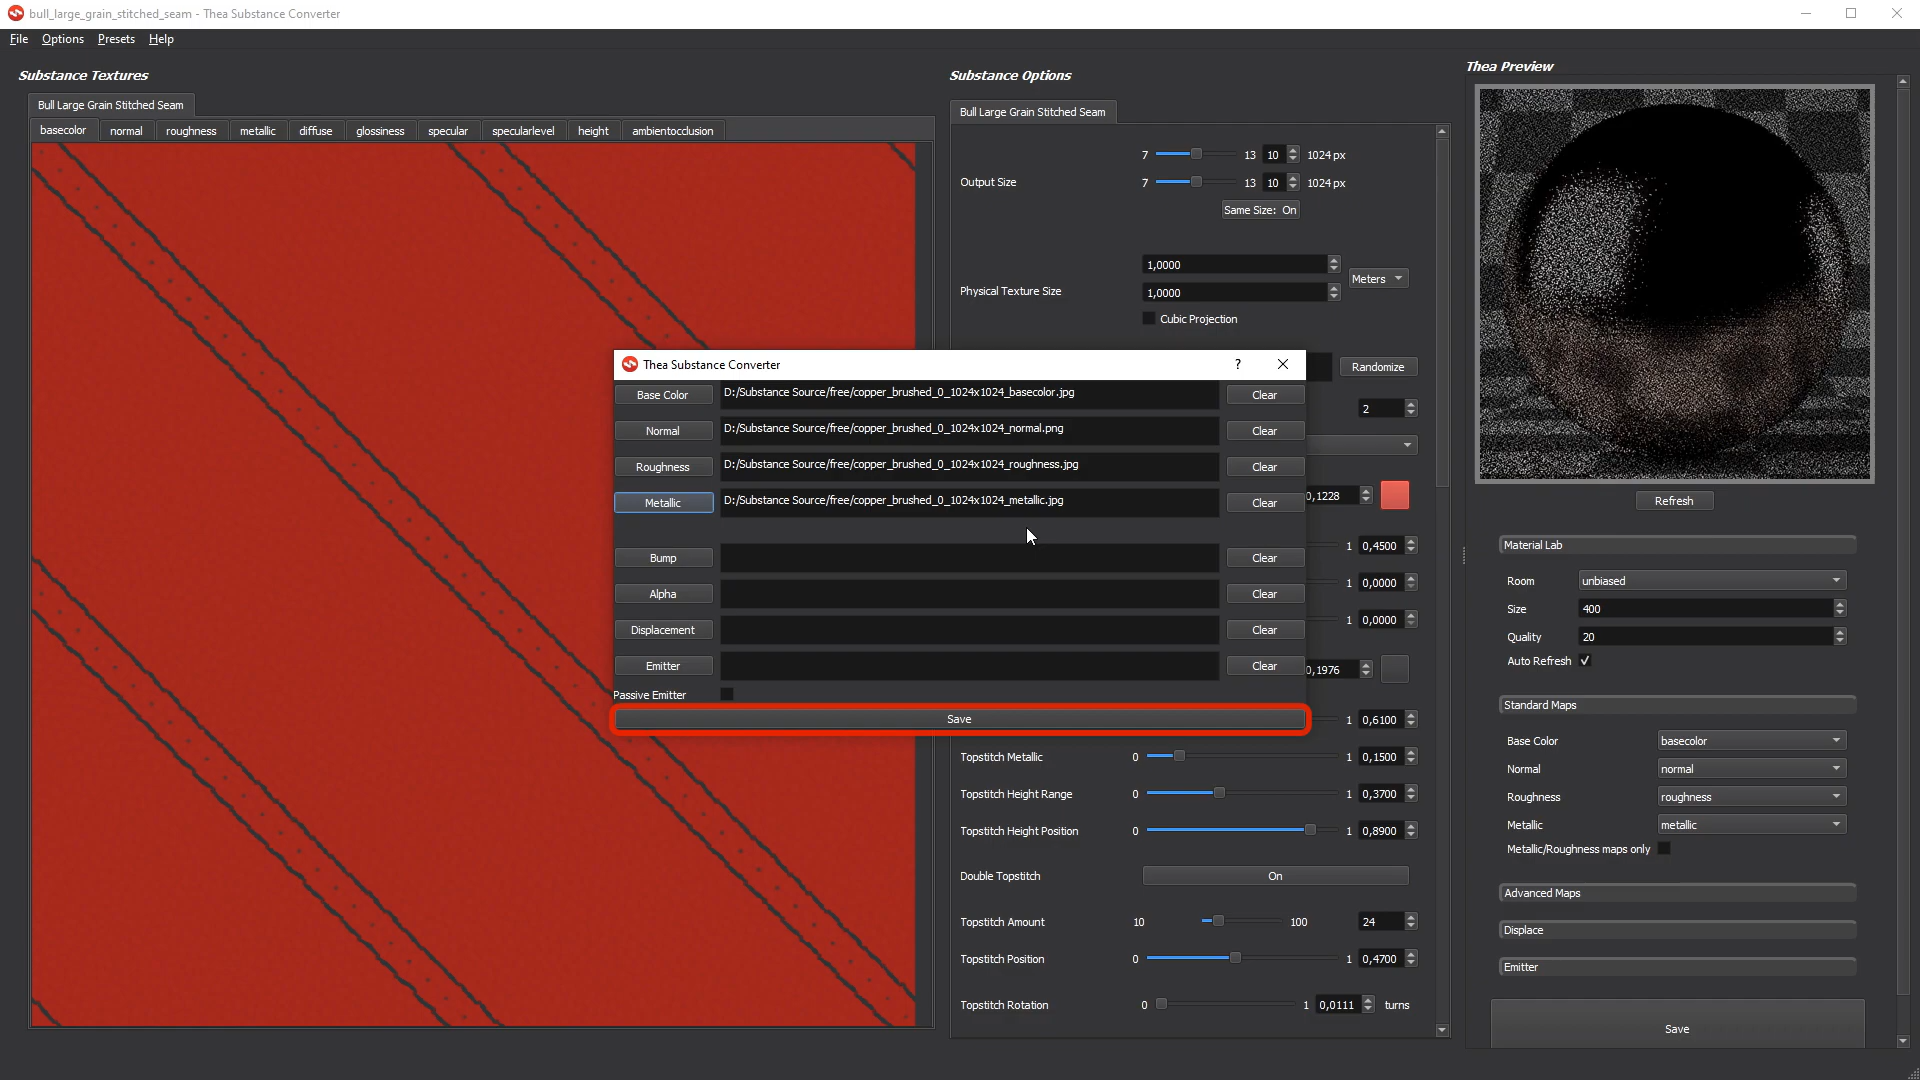 bull_large_grain_stitched_seam - Thea Substance Converter
File Options Presets Help
Substance Textures
Bull Large Grain Stitched Seam
basecolor normal roughness metallic diffuse glossiness specular specularlevel height ambientocclusion
Substance Options
Bull Large Grain Stitched Seam
7 13 10 1024 px
Output Size
7 13 10 1024 px
Same Size: On
1,0000
Physical Texture Size
Meters
1,0000
Cubic Projection
Randomize
2
0,1228
1 0,4500
1 0,0000
1 0,0000
0,1976
1 0,6100
Topstitch Metallic 0 1 0,1500
Topstitch Height Range 0 1 0,3700
Topstitch Height Position 0 1 0,8900
Double Topstitch On
Topstitch Amount 10 100 24
Topstitch Position 0 1 0,4700
Topstitch Rotation 0 1 0,0111 turns
Thea Substance Converter ?
Base Color D:/Substance Source/free/copper_brushed_0_1024x1024_basecolor.jpg Clear
Normal D:/Substance Source/free/copper_brushed_0_1024x1024_normal.png Clear
Roughness D:/Substance Source/free/copper_brushed_0_1024x1024_roughness.jpg Clear
Metallic D:/Substance Source/free/copper_brushed_0_1024x1024_metallic.jpg Clear
Bump Clear
Alpha Clear
Displacement Clear
Emitter Clear
Passive Emitter
Save
Thea Preview
Refresh
Material Lab
Room unbiased
Size 400
Quality 20
Auto Refresh
Standard Maps
Base Color basecolor
Normal normal
Roughness roughness
Metallic metallic
Metallic/Roughness maps only
Advanced Maps
Displace
Emitter
Save